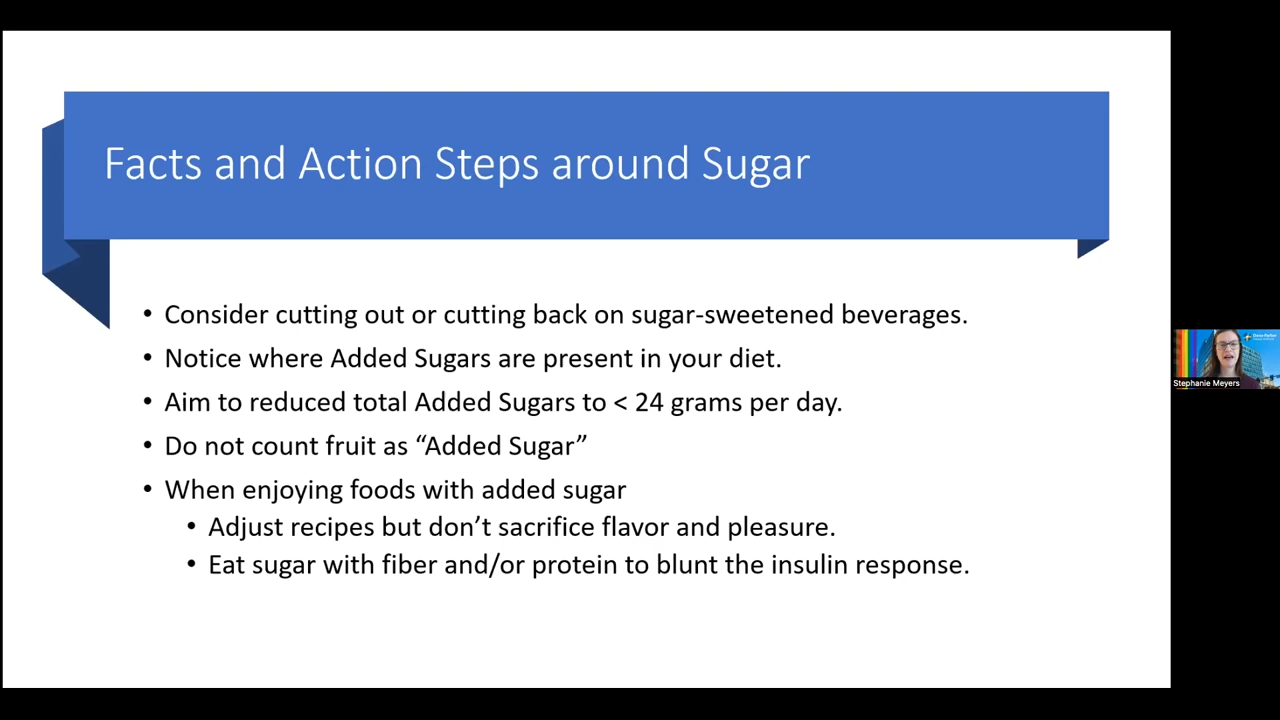 Facts and Action Steps around Sugar
• Consider cutting out or cutting back on sugar-sweetened beverages.
• Notice where Added Sugars are present in your diet.
• Aim to reduced total Added Sugars to < 24 grams per day.
• Do not count fruit as “Added Sugar”
• When enjoying foods with added sugar
• Adjust recipes but don’t sacrifice flavor and pleasure.
• Eat sugar with fiber and/or protein to blunt the insulin response.
Stephanie Meyers